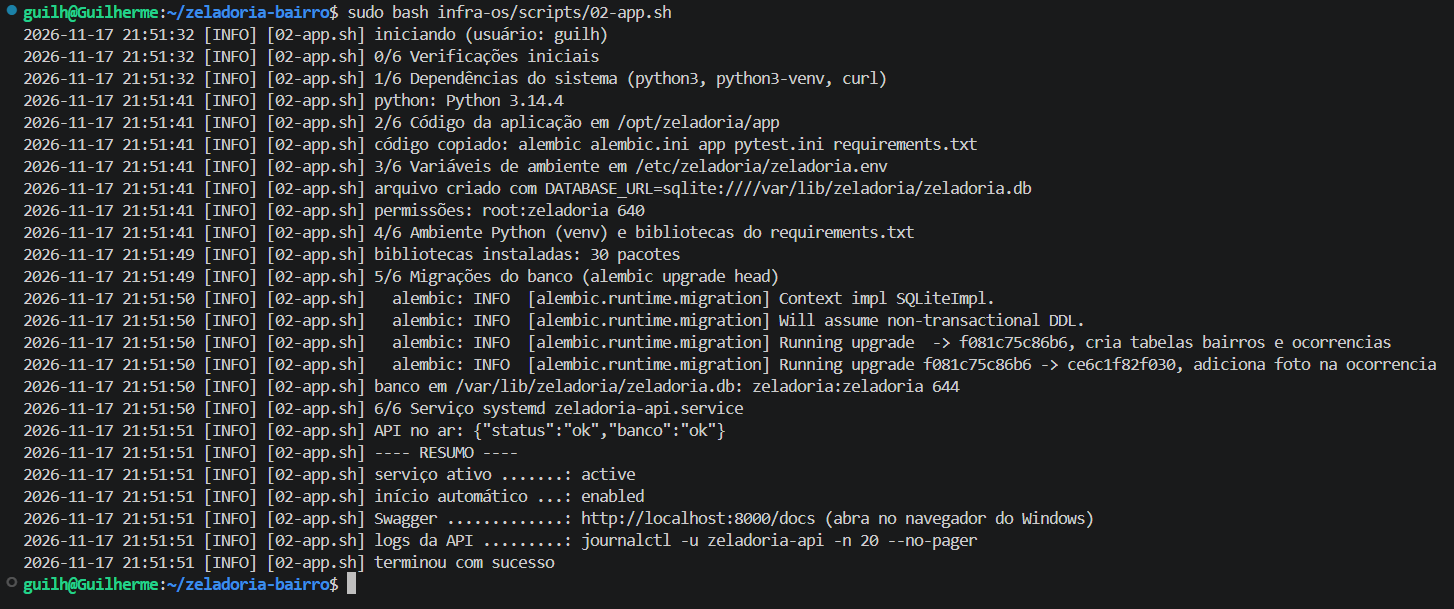 guilh@Guilherme:~/zeladoria-bairro$ sudo bash infra-os/scripts/02-app.sh
2026-11-17 21:51:32 [INFO] [02-app.sh] iniciando (usuário: guilh)
2026-11-17 21:51:32 [INFO] [02-app.sh] 0/6 Verificações iniciais
2026-11-17 21:51:32 [INFO] [02-app.sh] 1/6 Dependências do sistema (python3, python3-venv, curl)
2026-11-17 21:51:41 [INFO] [02-app.sh] python: Python 3.14.4
2026-11-17 21:51:41 [INFO] [02-app.sh] 2/6 Código da aplicação em /opt/zeladoria/app
2026-11-17 21:51:41 [INFO] [02-app.sh] código copiado: alembic alembic.ini app pytest.ini requirements.txt
2026-11-17 21:51:41 [INFO] [02-app.sh] 3/6 Variáveis de ambiente em /etc/zeladoria/zeladoria.env
2026-11-17 21:51:41 [INFO] [02-app.sh] arquivo criado com DATABASE_URL=sqlite:////var/lib/zeladoria/zeladoria.db
2026-11-17 21:51:41 [INFO] [02-app.sh] permissões: root:zeladoria 640
2026-11-17 21:51:41 [INFO] [02-app.sh] 4/6 Ambiente Python (venv) e bibliotecas do requirements.txt
2026-11-17 21:51:49 [INFO] [02-app.sh] bibliotecas instaladas: 30 pacotes
2026-11-17 21:51:49 [INFO] [02-app.sh] 5/6 Migrações do banco (alembic upgrade head)
2026-11-17 21:51:50 [INFO] [02-app.sh]   alembic: INFO  [alembic.runtime.migration] Context impl SQLiteImpl.
2026-11-17 21:51:50 [INFO] [02-app.sh]   alembic: INFO  [alembic.runtime.migration] Will assume non-transactional DDL.
2026-11-17 21:51:50 [INFO] [02-app.sh]   alembic: INFO  [alembic.runtime.migration] Running upgrade  -> f081c75c86b6, cria tabelas bairros e ocorrencias
2026-11-17 21:51:50 [INFO] [02-app.sh]   alembic: INFO  [alembic.runtime.migration] Running upgrade f081c75c86b6 -> ce6c1f82f030, adiciona foto na ocorrencia
2026-11-17 21:51:50 [INFO] [02-app.sh] banco em /var/lib/zeladoria/zeladoria.db: zeladoria:zeladoria 644
2026-11-17 21:51:50 [INFO] [02-app.sh] 6/6 Serviço systemd zeladoria-api.service
2026-11-17 21:51:51 [INFO] [02-app.sh] API no ar: {"status":"ok","banco":"ok"}
2026-11-17 21:51:51 [INFO] [02-app.sh] ---- RESUMO ----
2026-11-17 21:51:51 [INFO] [02-app.sh] serviço ativo .......: active
2026-11-17 21:51:51 [INFO] [02-app.sh] início automático ...: enabled
2026-11-17 21:51:51 [INFO] [02-app.sh] Swagger .............: http://localhost:8000/docs (abra no navegador do Windows)
2026-11-17 21:51:51 [INFO] [02-app.sh] logs da API .........: journalctl -u zeladoria-api -n 20 --no-pager
2026-11-17 21:51:51 [INFO] [02-app.sh] terminou com sucesso
guilh@Guilherme:~/zeladoria-bairro$